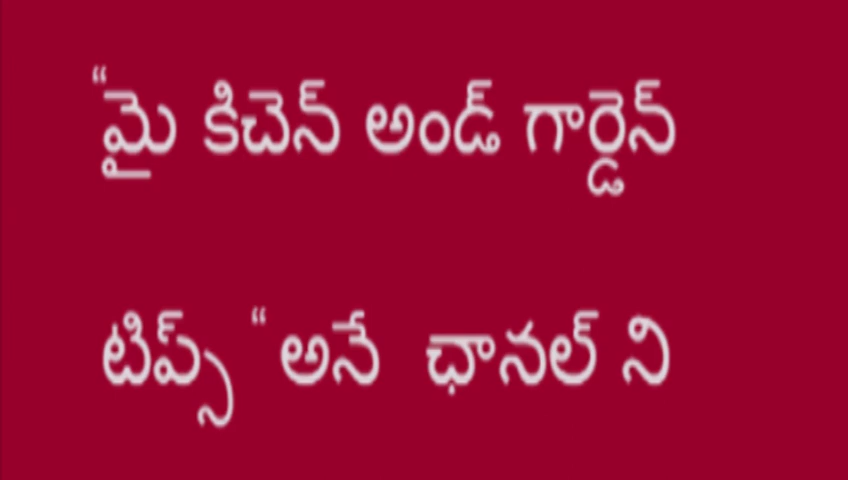 “మై కిచెన్ అండ్ గార్డెన్
టిప్స్ “ అనే ఛానల్ ని